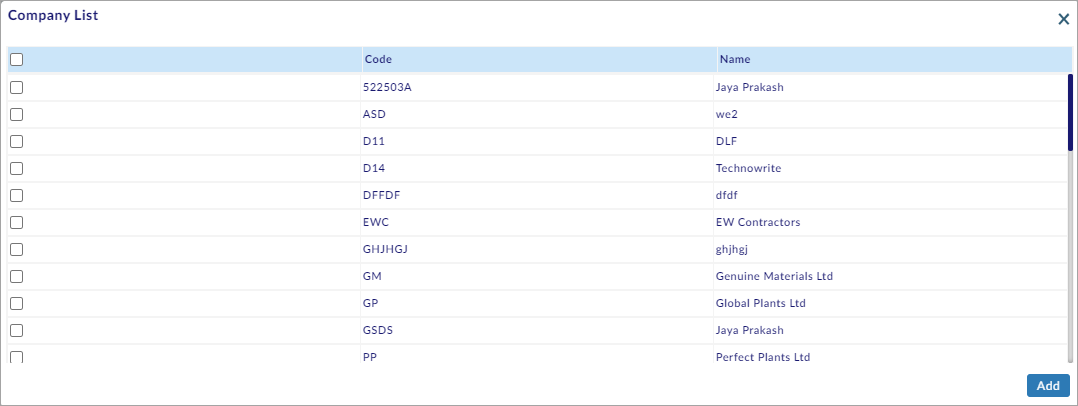 Company List
Code Name
522503A Jaya Prakash
ASD we2
D11 DLF
D14 Technowrite
DFFDF dfdf
EWC EW Contractors
GHJHGJ ghjhgj
GM Genuine Materials Ltd
GP Global Plants Ltd
GSDS Jaya Prakash
PP Perfect Plants Ltd
Add